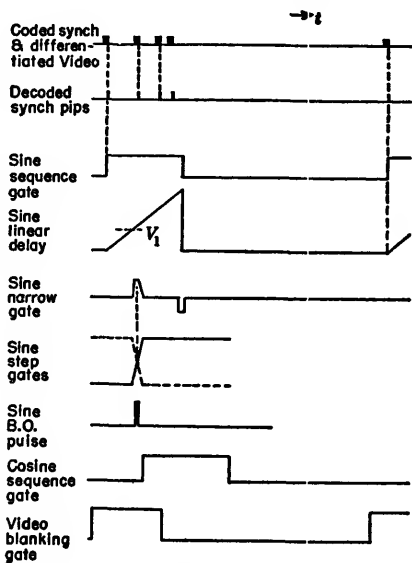 Coded synch
& differen-
tiated Video
t
Decoded
synch pips
Sine
sequence
gate
Sine
linear
delay
V₁
Sine
narrow
gate
Sine
step
gates
Sine
B.O.
pulse
Cosine
sequence
gate
Video
blanking
gate